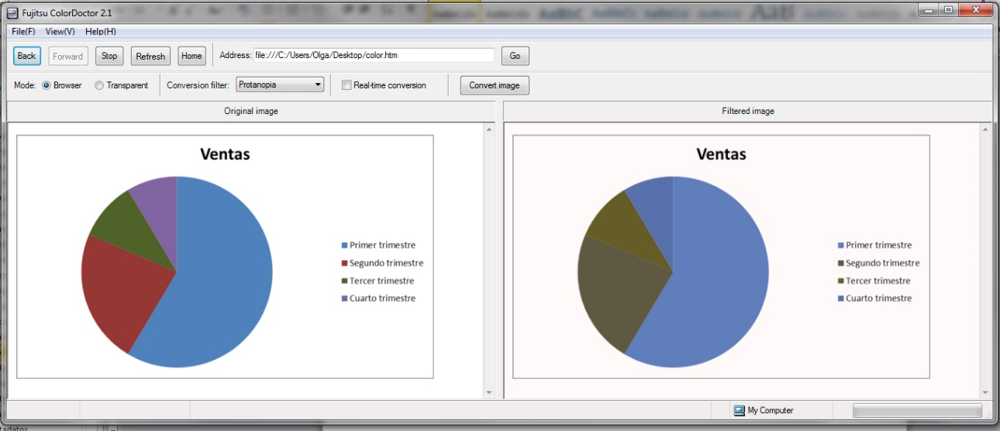 Fujitsu ColorDoctor 2.1
File(F) View(V) Help(H)
Back Forward Stop Refresh Home Address: file:///C:/Users/Olga/Desktop/color.htm Go
Mode: Browser Transparent Conversion filter: Protanopia Real-time conversion Convert image
Original image Filtered image
Ventas
Primer trimestre
Segundo trimestre
Tercer trimestre
Cuarto trimestre
Ventas
Primer trimestre
Segundo trimestre
Tercer trimestre
Cuarto trimestre
My Computer